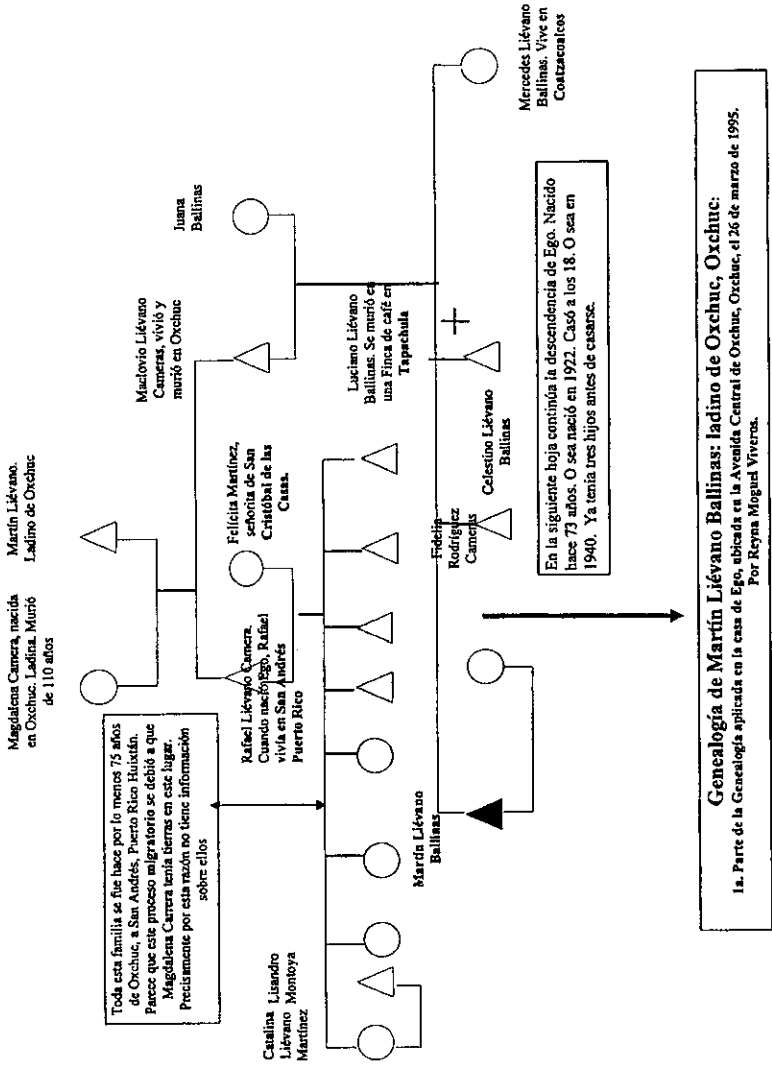 Magdalena Camera, nacida
en Oxchuc. Ladina. Murió
de 110 años
Martín Liévano.
Ladino de Oxchuc
Toda esta familia se fue hace por lo menos 75 años
de Oxchuc, a San Andrés, Puerto Rico Huixtán.
Parece que este proceso migratorio se debió a que
Magdalena Carrera tenía tierras en este lugar.
Precisamente por esta razón no tiene información
sobre ellos
Maclovio Liévano
Cameras, vivió y
murió en Oxchuc
Juana
Ballinas
Rafael Liévano Camera.
Cuando nació Ego, Rafael
vivía en San Andrés
Puerto Rico
Felícita Martínez,
señorita de San
Cristóbal de las
Casas.
Catalina
Liévano
Martínez
Lisandro
Montoya
Luciano Liévano
Ballinas. Se murió en
una Finca de café en
Tapachula
Mercedes Liévano
Ballinas. Vive en
Coatzacoalcos
Martín Liévano
Ballinas
Fidelia
Rodríguez
Cameras
Celestino Liévano
Ballinas
En la siguiente hoja continúa la descendencia de Ego. Nacido
hace 73 años. O sea nació en 1922. Casó a los 18. O sea en
1940. Ya tenía tres hijos antes de casarse.
Genealogía de Martín Liévano Ballinas: ladino de Oxchuc, Oxchuc:
1a. Parte de la Genealogía aplicada en la casa de Ego, ubicada en la Avenida Central de Oxchuc, Oxchuc, el 26 de marzo de 1995.
Por Reyna Moguel Viveros.